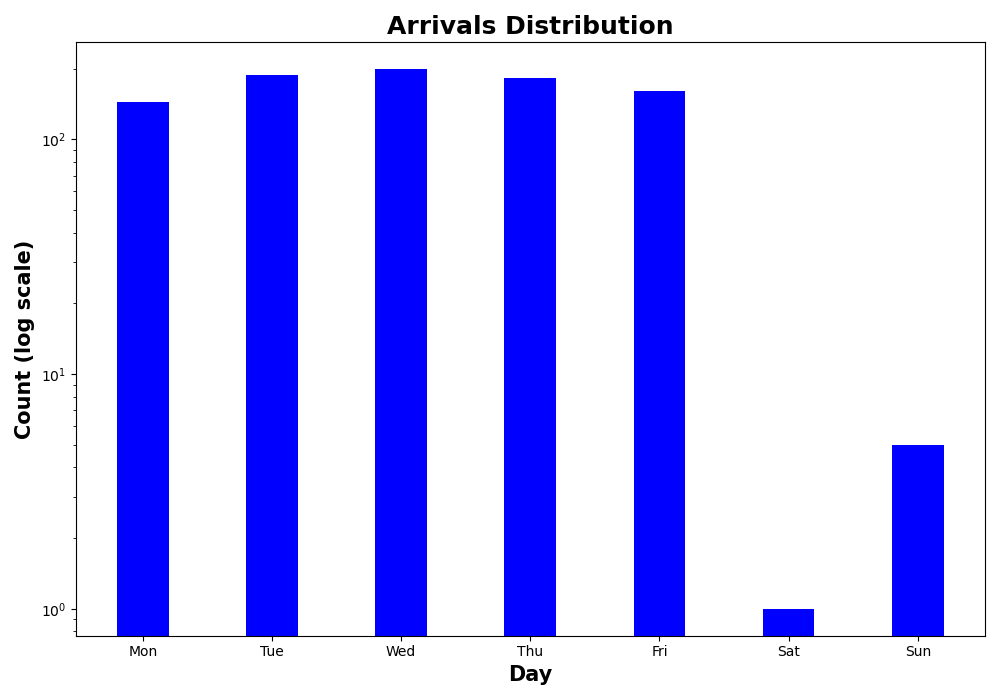 Arrivals Distribution
Count (log scale)
10²
10¹
10⁰
Mon Tue Wed Thu Fri Sat Sun
Day